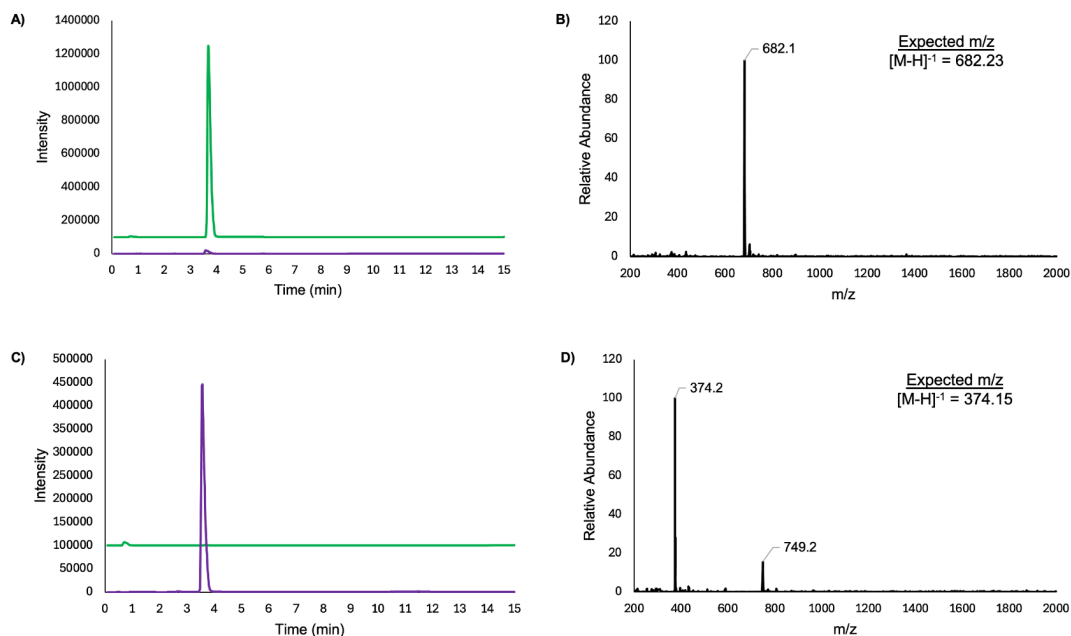 A)
1400000
1200000
1000000
800000
600000
400000
200000
0
Intensity
0 1 2 3 4 5 6 7 8 9 10 11 12 13 14 15
Time (min)
B)
120
100
80
60
40
20
0
Relative Abundance
682.1
Expected m/z
[M-H]-1 = 682.23
200 400 600 800 1000 1200 1400 1600 1800 2000
m/z
C)
500000
450000
400000
350000
300000
250000
200000
150000
100000
50000
0
Intensity
0 1 2 3 4 5 6 7 8 9 10 11 12 13 14 15
Time (min)
D)
120
100
80
60
40
20
0
Relative Abundance
374.2
749.2
Expected m/z
[M-H]-1 = 374.15
200 400 600 800 1000 1200 1400 1600 1800 2000
m/z